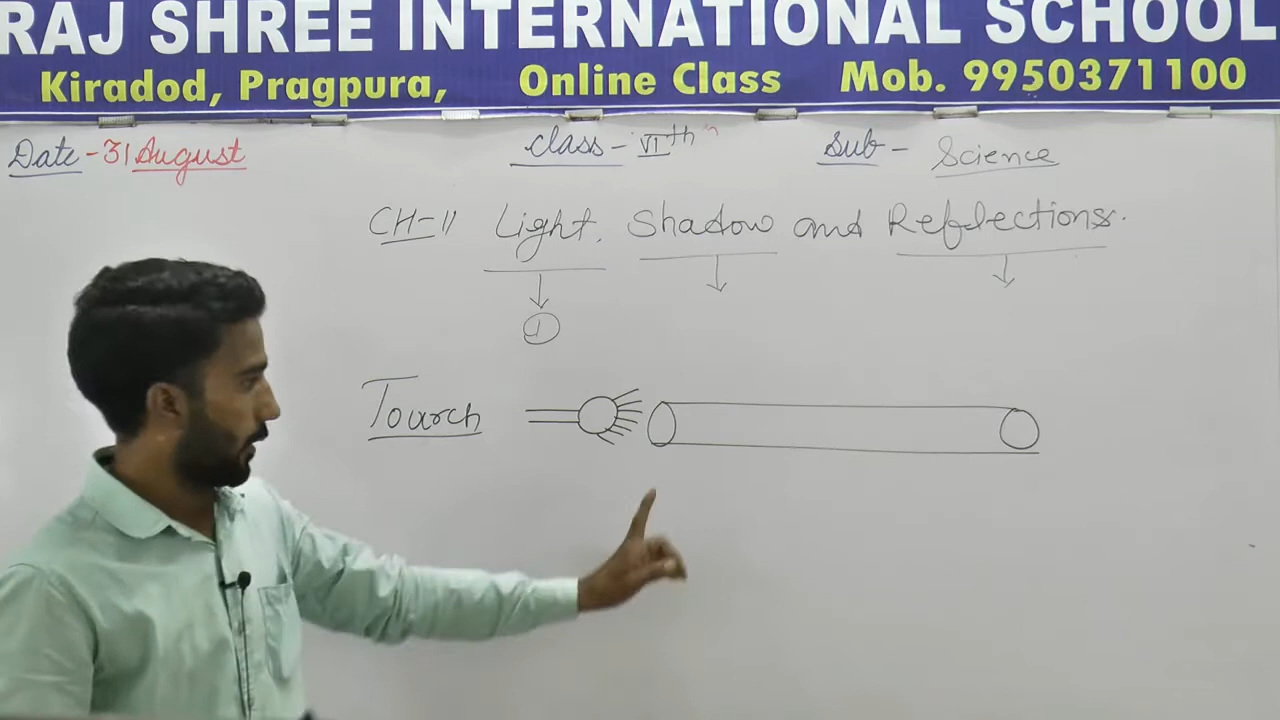 RAJ SHREE INTERNATIONAL SCHOOL
Kiradod, Pragpura, Online Class Mob. 9950371100
Date - 31 August Class - VIth Sub - Science
CH-11 Light, Shadow and Reflections.
1
Tourch